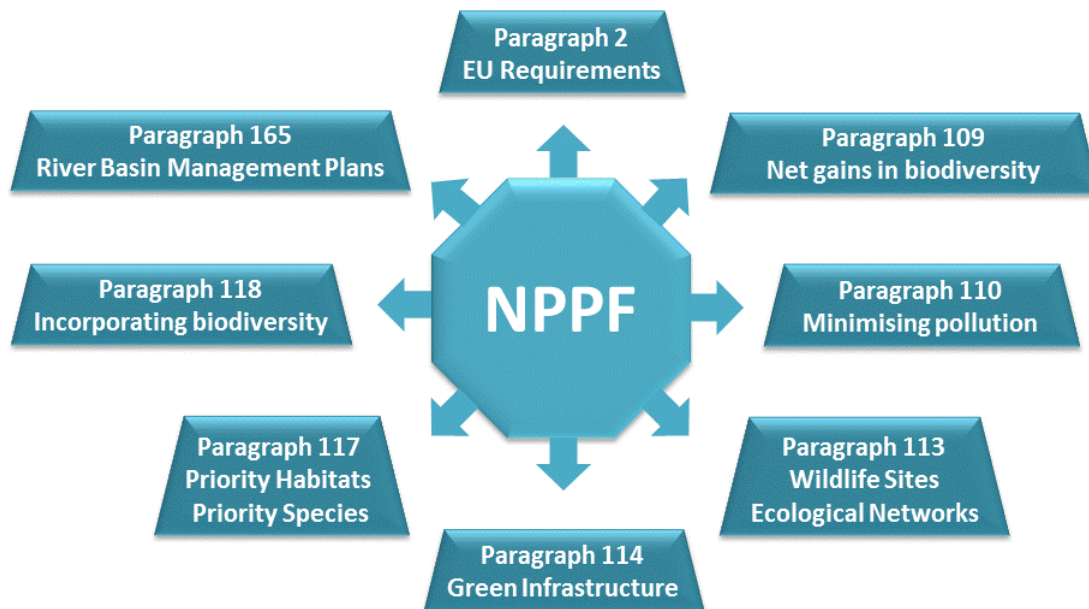 Paragraph 2
EU Requirements
Paragraph 165
River Basin Management Plans
Paragraph 109
Net gains in biodiversity
Paragraph 118
Incorporating biodiversity
NPPF
Paragraph 110
Minimising pollution
Paragraph 117
Priority Habitats
Priority Species
Paragraph 113
Wildlife Sites
Ecological Networks
Paragraph 114
Green Infrastructure